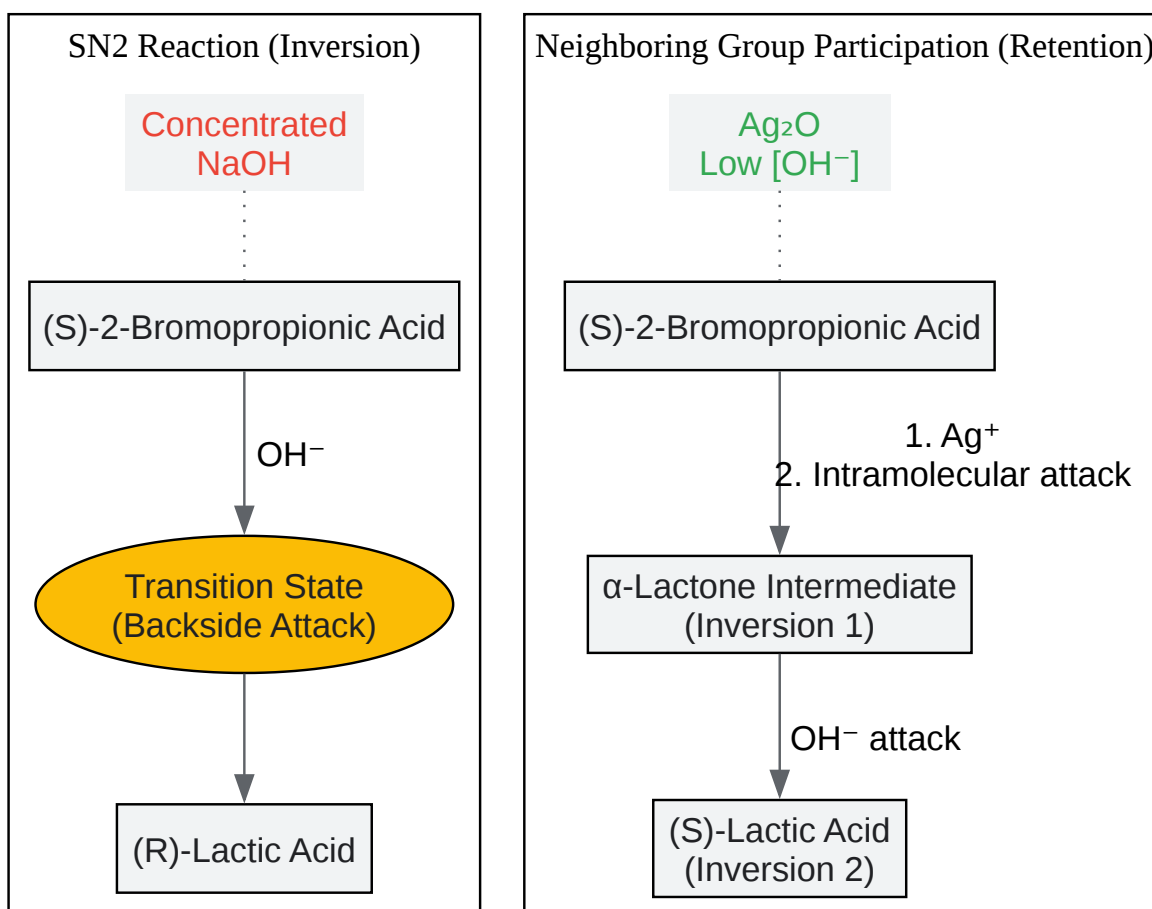 SN2 Reaction (Inversion)
Concentrated
NaOH
(S)-2-Bromopropionic Acid
OH⁻
Transition State
(Backside Attack)
(R)-Lactic Acid
Neighboring Group Participation (Retention)
Ag₂O
Low [OH⁻]
(S)-2-Bromopropionic Acid
1. Ag⁺
2. Intramolecular attack
α-Lactone Intermediate
(Inversion 1)
OH⁻ attack
(S)-Lactic Acid
(Inversion 2)